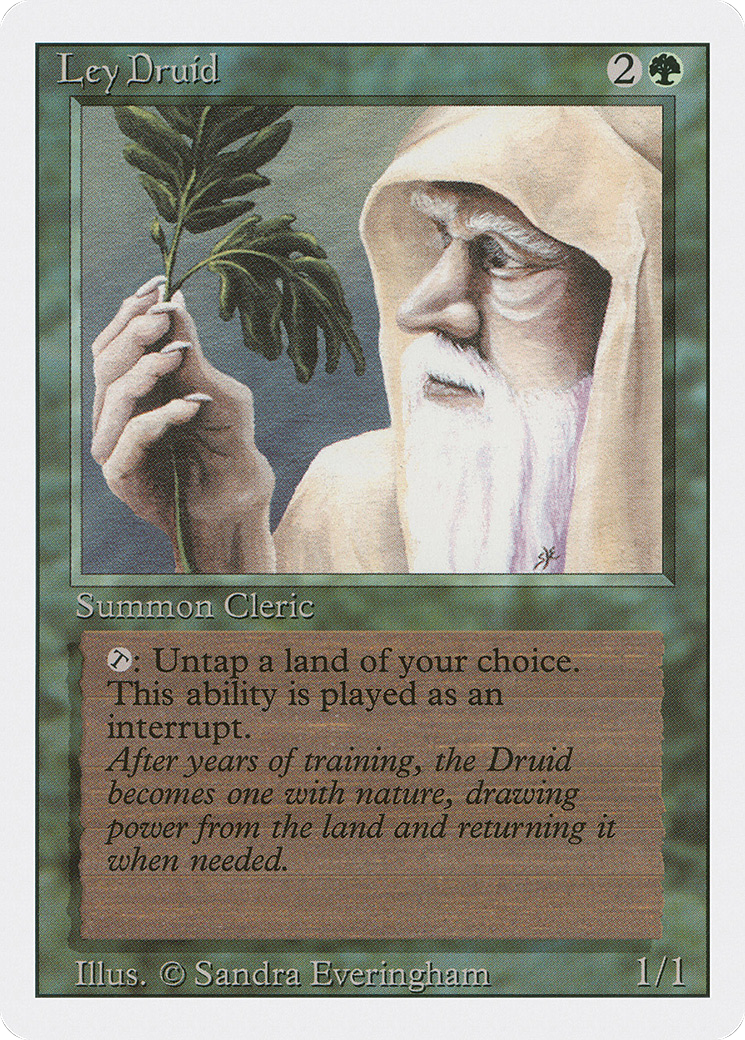 Ley Druid
2
SJE
Summon Cleric
T: Untap a land of your choice.
This ability is played as an
interrupt.
After years of training, the Druid
becomes one with nature, drawing
power from the land and returning it
when needed.
Illus. © Sandra Everingham
1/1